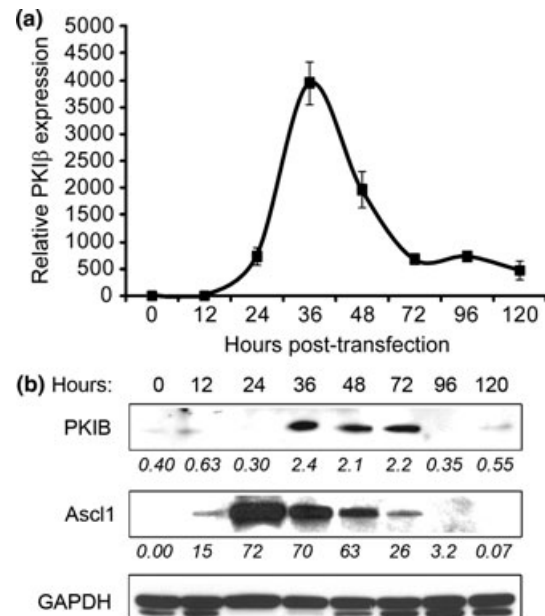 (a)
Relative PKIβ expression
5000
4500
4000
3500
3000
2500
2000
1500
1000
500
0
0 12 24 36 48 72 96 120
Hours post-transfection
(b) Hours: 0 12 24 36 48 72 96 120
PKIB
0.40 0.63 0.30 2.4 2.1 2.2 0.35 0.55
Ascl1
0.00 15 72 70 63 26 3.2 0.07
GAPDH